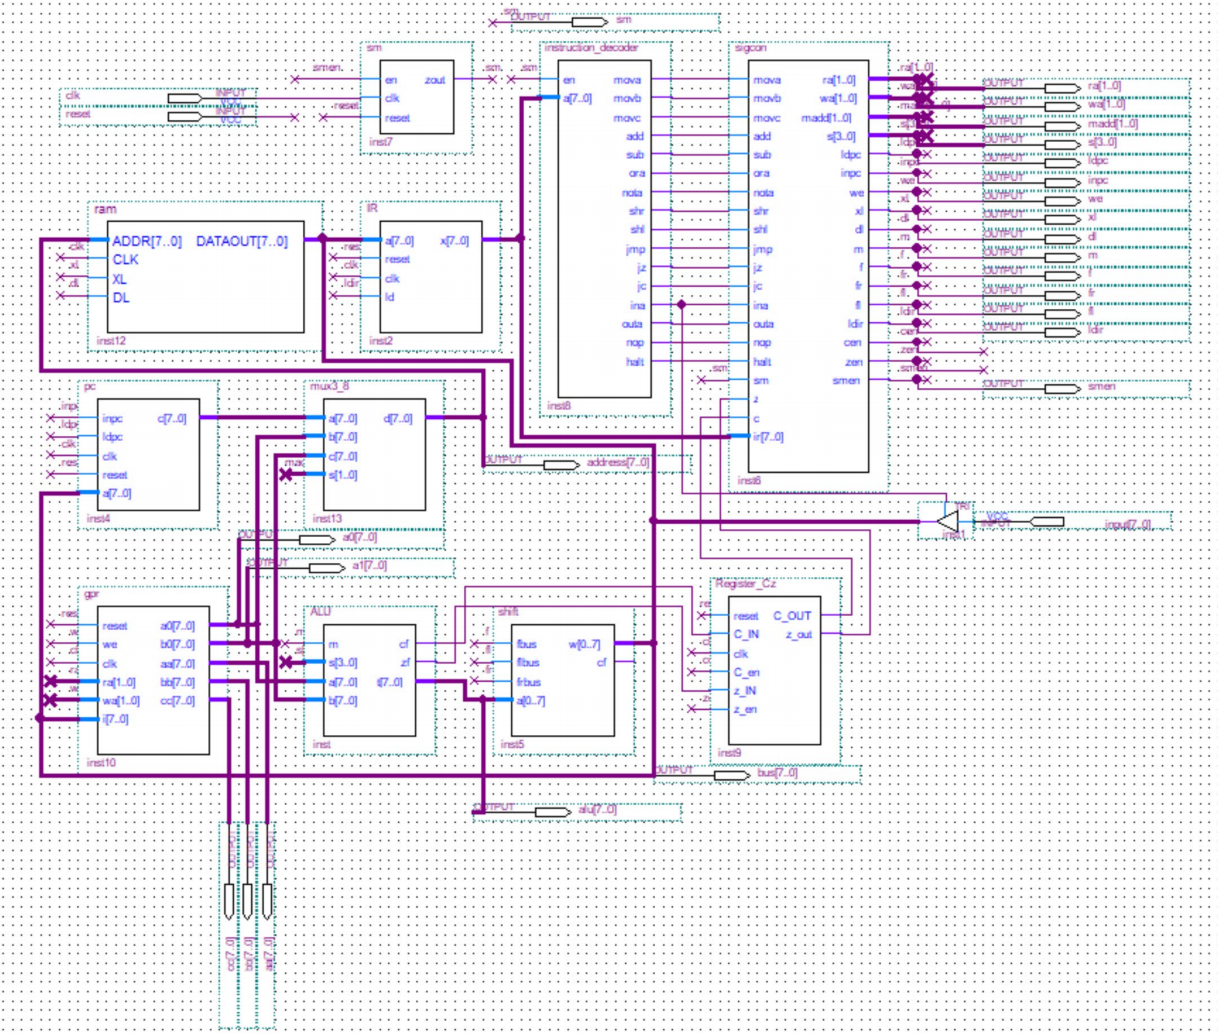 sm
OUTPUT
sm
sm
smen
en
zout
clk
reset
reset
inst7
clk
INPUT
VCC
reset
INPUT
VCC
instruction_decoder
sm
sm
en
a[7..0]
mova
movb
movc
add
sub
ora
nota
shr
shl
jmp
jz
jc
ina
outa
nop
halt
inst8
sigcon
mova
movb
movc
add
sub
ora
nota
shr
shl
jmp
jz
jc
ina
outa
nop
halt
sm
sm
z
c
ir[7..0]
ra[1..0]
wa[1..0]
madd[1..0]
s[3..0]
ldpc
inpc
we
xl
dl
m
f
fr
fl
ldir
cen
zen
smen
inst6
ra[1..0]
OUTPUT
ra[1..0]
OUTPUT
wa[1..0]
OUTPUT
madd[1..0]
OUTPUT
s[3..0]
OUTPUT
ldpc
OUTPUT
inpc
OUTPUT
we
OUTPUT
xl
OUTPUT
dl
OUTPUT
m
OUTPUT
f
OUTPUT
fr
OUTPUT
fl
OUTPUT
ldir
OUTPUT
smen
ram
ADDR[7..0]
DATAOUT[7..0]
clk
CLK
xl
XL
dl
DL
inst12
IR
a[7..0]
x[7..0]
res
reset
clk
clk
ldir
ld
inst2
pc
inp
inpc
c[7..0]
ldp
ldpc
clk
clk
res
reset
a[7..0]
inst4
mux3_8
a[7..0]
d[7..0]
b[7..0]
c[7..0]
ma
s[1..0]
inst13
OUTPUT
address[7..0]
OUTPUT
a0[7..0]
OUTPUT
a1[7..0]
TRI
inst1
VCC
INPUT
input[7..0]
gpr
res
reset
a0[7..0]
we
b0[7..0]
clk
aa[7..0]
ra[1..0]
bb[7..0]
wa[1..0]
cc[7..0]
i[7..0]
inst10
ALU
m
cf
s[3..0]
zf
a[7..0]
t[7..0]
b[7..0]
inst
shift
fbus
w[0..7]
flbus
cf
frbus
a[0..7]
inst5
Register_Cz
re
reset
C_OUT
C_IN
z_out
clk
C_en
z_IN
z_en
inst9
OUTPUT
bus[7..0]
OUTPUT
alu[7..0]
cc[7..0]
bb[7..0]
aa[7..0]